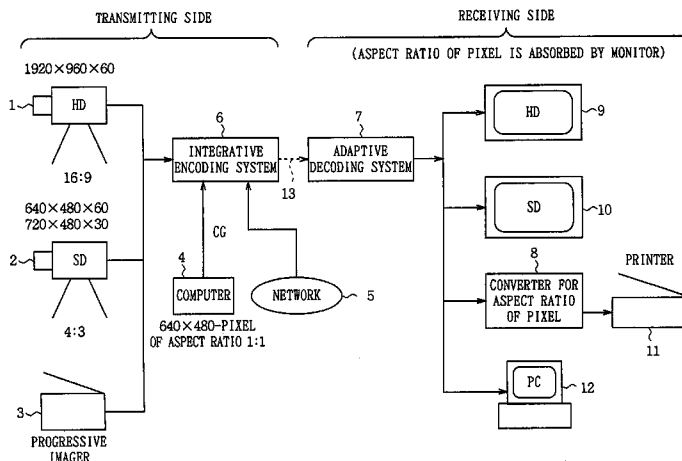 TRANSMITTING SIDE
RECEIVING SIDE
(ASPECT RATIO OF PIXEL IS ABSORBED BY MONITOR)
1920×960×60
1
HD
16:9
640×480×60
720×480×30
2
SD
4:3
3
PROGRESSIVE
IMAGER
6
INTEGRATIVE
ENCODING SYSTEM
13
CG
4
COMPUTER
640×480-PIXEL
OF ASPECT RATIO 1:1
NETWORK
5
7
ADAPTIVE
DECODING SYSTEM
HD
9
SD
10
8
CONVERTER FOR
ASPECT RATIO
OF PIXEL
PRINTER
11
PC
12